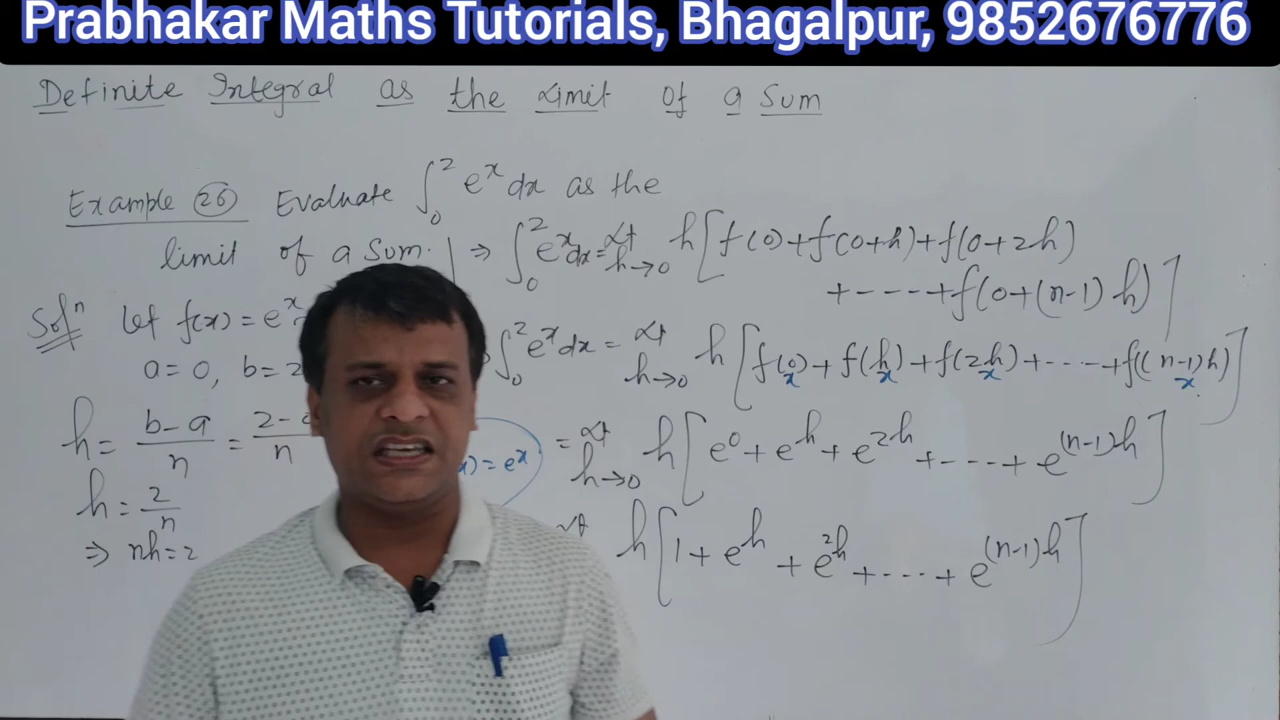 Prabhakar Maths Tutorials, Bhagalpur, 9852676776
Definite Integral as the Limit of a Sum
Example 26 Evaluate ∫₀² eˣ dx as the
limit of a Sum.
Solⁿ Let f(x) = eˣ
a = 0, b = 2
h = (b-a)/n = 2-
n
h = 2/n
⇒ nh = 2
⇒ ∫₀² eˣdx = Lt h→0 h[f(0)+f(0+h)+f(0+2h)
+----+f(0+(n-1)h)]
∫₀² eˣdx = Lt h→0 h[f(0)+f(h)+f(2h)+----+f((n-1)h)]
x x x x
) = eˣ
= Lt h→0 h[e⁰+eʰ+e²ʰ+----+e⁽ⁿ⁻¹⁾ʰ]
h[1+eʰ+e²ʰ+----+e⁽ⁿ⁻¹⁾ʰ]